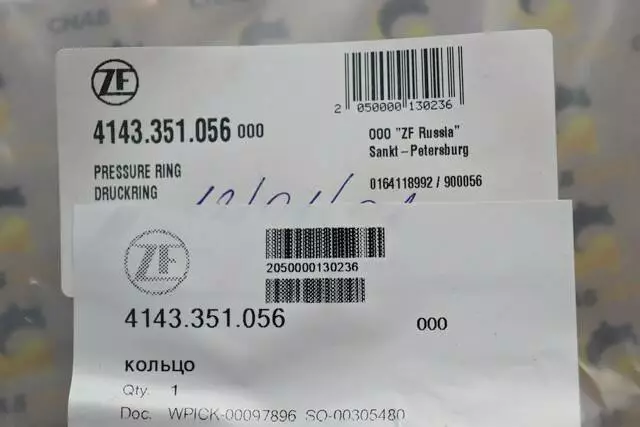 ZF
4143.351.056 000
PRESSURE RING
DRUCKRING
2 050000 130236
ООО "ZF Russia"
Sankt-Petersburg
0164118992 / 900056
ZF
2050000130236
4143.351.056 000
КОЛЬЦО
Qty. 1
Doc. WPICK-00097896 SO-00305480